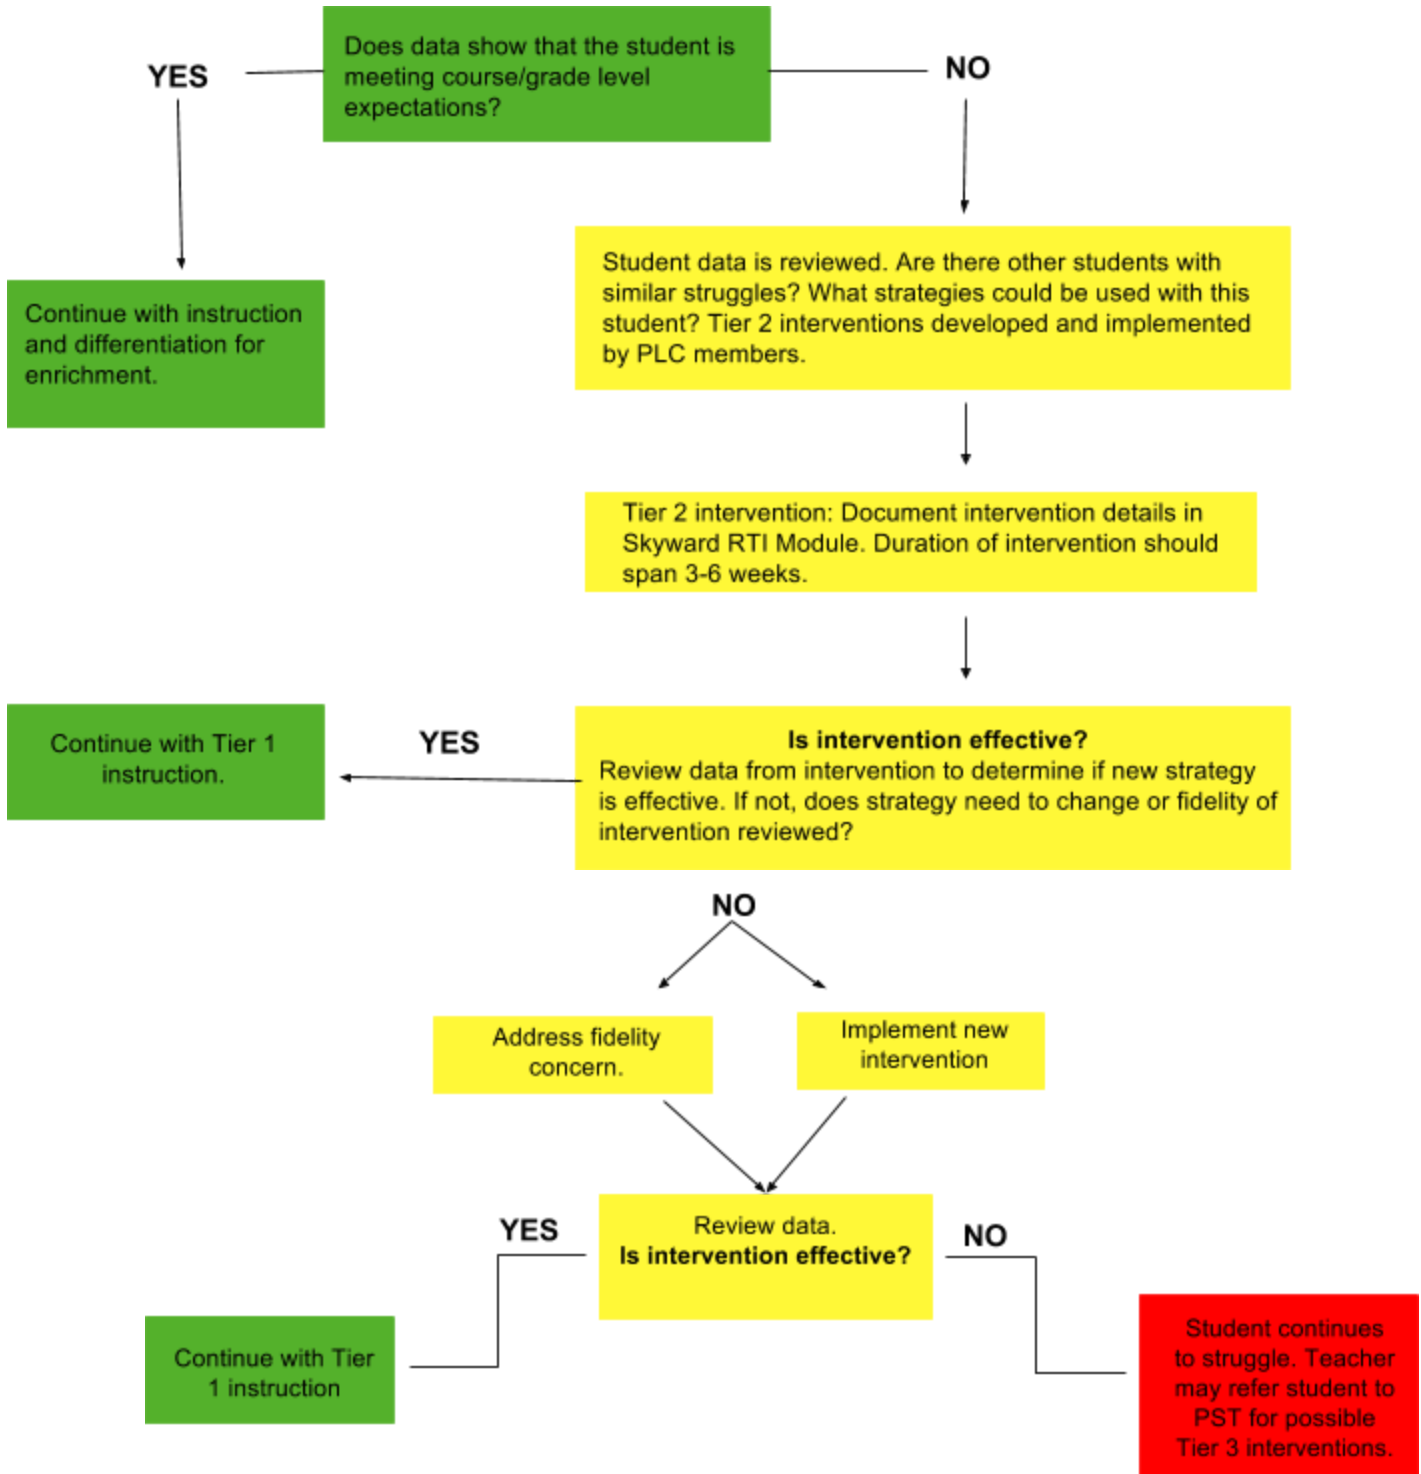 Does data show that the student is
meeting course/grade level
expectations?
YES
NO
Student data is reviewed. Are there other students with
similar struggles? What strategies could be used with this
student? Tier 2 interventions developed and implemented
by PLC members.
Continue with instruction
and differentiation for
enrichment.
Tier 2 intervention: Document intervention details in
Skyward RTI Module. Duration of intervention should
span 3-6 weeks.
Is intervention effective?
Review data from intervention to determine if new strategy
is effective. If not, does strategy need to change or fidelity of
intervention reviewed?
YES
Continue with Tier 1
instruction.
NO
Address fidelity
concern.
Implement new
intervention
Review data.
Is intervention effective?
YES
NO
Continue with Tier
1 instruction
Student continues
to struggle. Teacher
may refer student to
PST for possible
Tier 3 interventions.